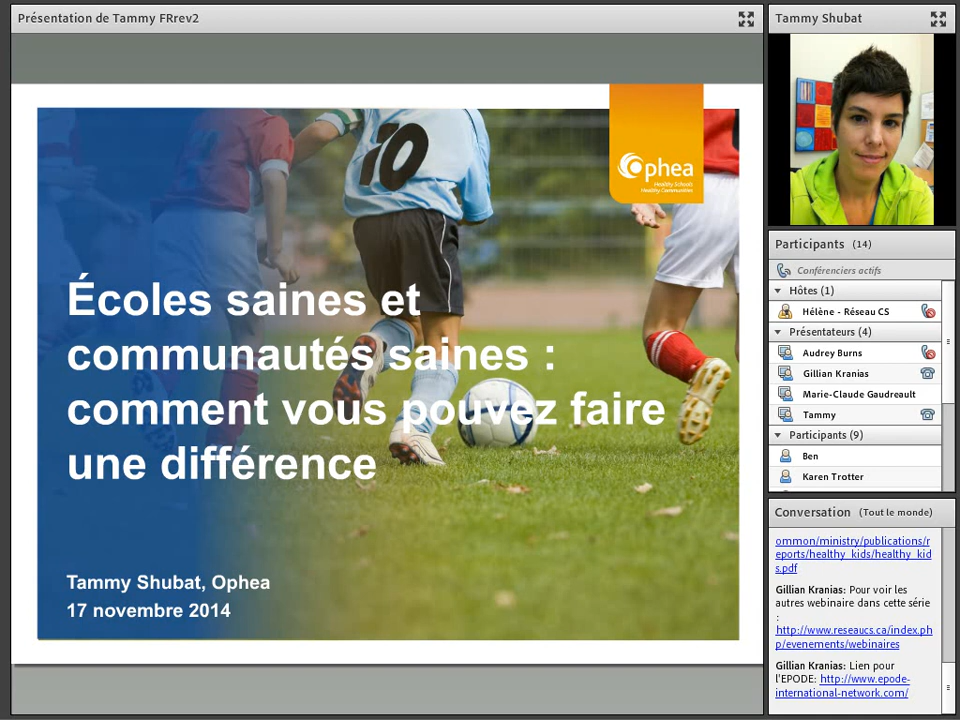 Présentation de Tammy FRrev2
10
Ophea
Healthy Schools
Healthy Communities
Écoles saines et
communautés saines :
comment vous pouvez faire
une différence
Tammy Shubat, Ophea
17 novembre 2014
Tammy Shubat
Participants (14)
Conférenciers actifs
Hôtes (1)
Hélène - Réseau CS
Présentateurs (4)
Audrey Burns
Gillian Kranias
Marie-Claude Gaudreault
Tammy
Participants (9)
Ben
Karen Trotter
Conversation (Tout le monde)
ommon/ministry/publications/r
eports/healthy_kids/healthy_kid
s.pdf
Gillian Kranias: Pour voir les
autres webinaire dans cette série
:
http://www.reseaucs.ca/index.ph
p/evenements/webinaires
Gillian Kranias: Lien pour
l'EPODE: http://www.epode-
international-network.com/